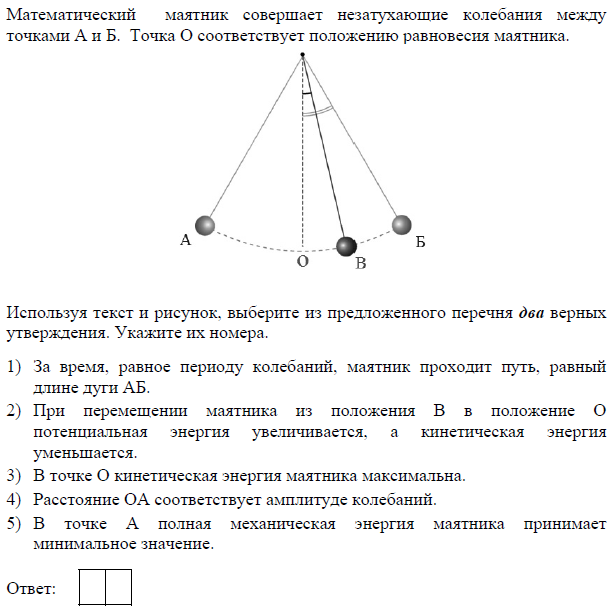 Математический маятник совершает незатухающие колебания между
точками А и Б. Точка О соответствует положению равновесия маятника.
А
О
В
Б
Используя текст и рисунок, выберите из предложенного перечня два верных
утверждения. Укажите их номера.
1) За время, равное периоду колебаний, маятник проходит путь, равный
длине дуги АБ.
2) При перемещении маятника из положения В в положение О
потенциальная энергия увеличивается, а кинетическая энергия
уменьшается.
3) В точке О кинетическая энергия маятника максимальна.
4) Расстояние ОА соответствует амплитуде колебаний.
5) В точке А полная механическая энергия маятника принимает
минимальное значение.
Ответ: